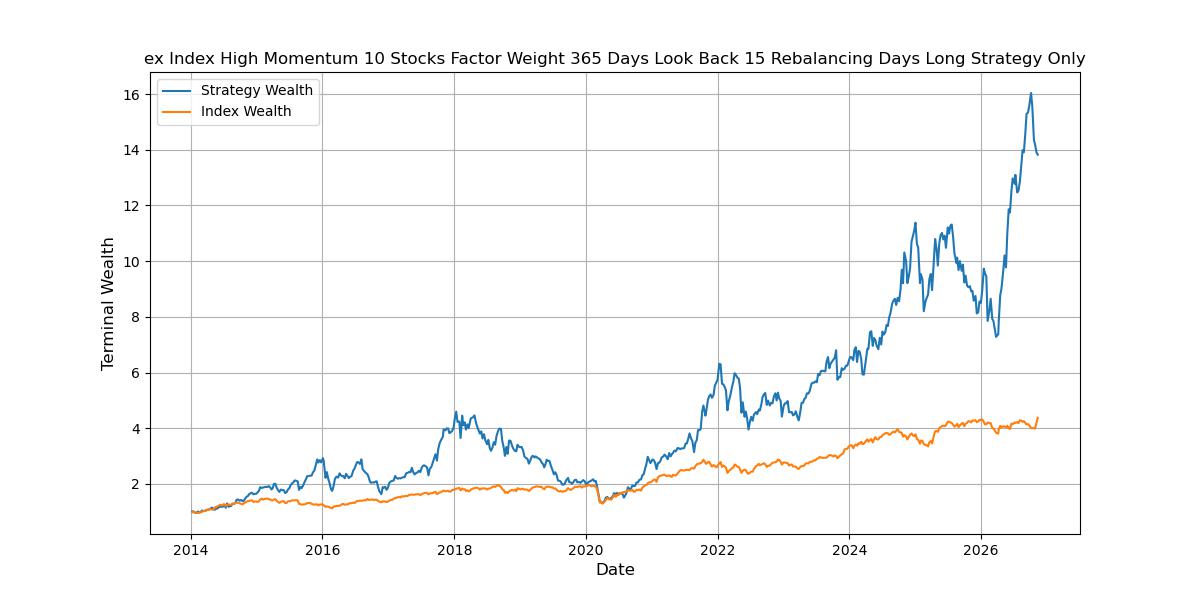 ex Index High Momentum 10 Stocks Factor Weight 365 Days Look Back 15 Rebalancing Days Long Strategy Only
Strategy Wealth
Index Wealth
Terminal Wealth
16
14
12
10
8
6
4
2
2014 2016 2018 2020 2022 2024 2026
Date